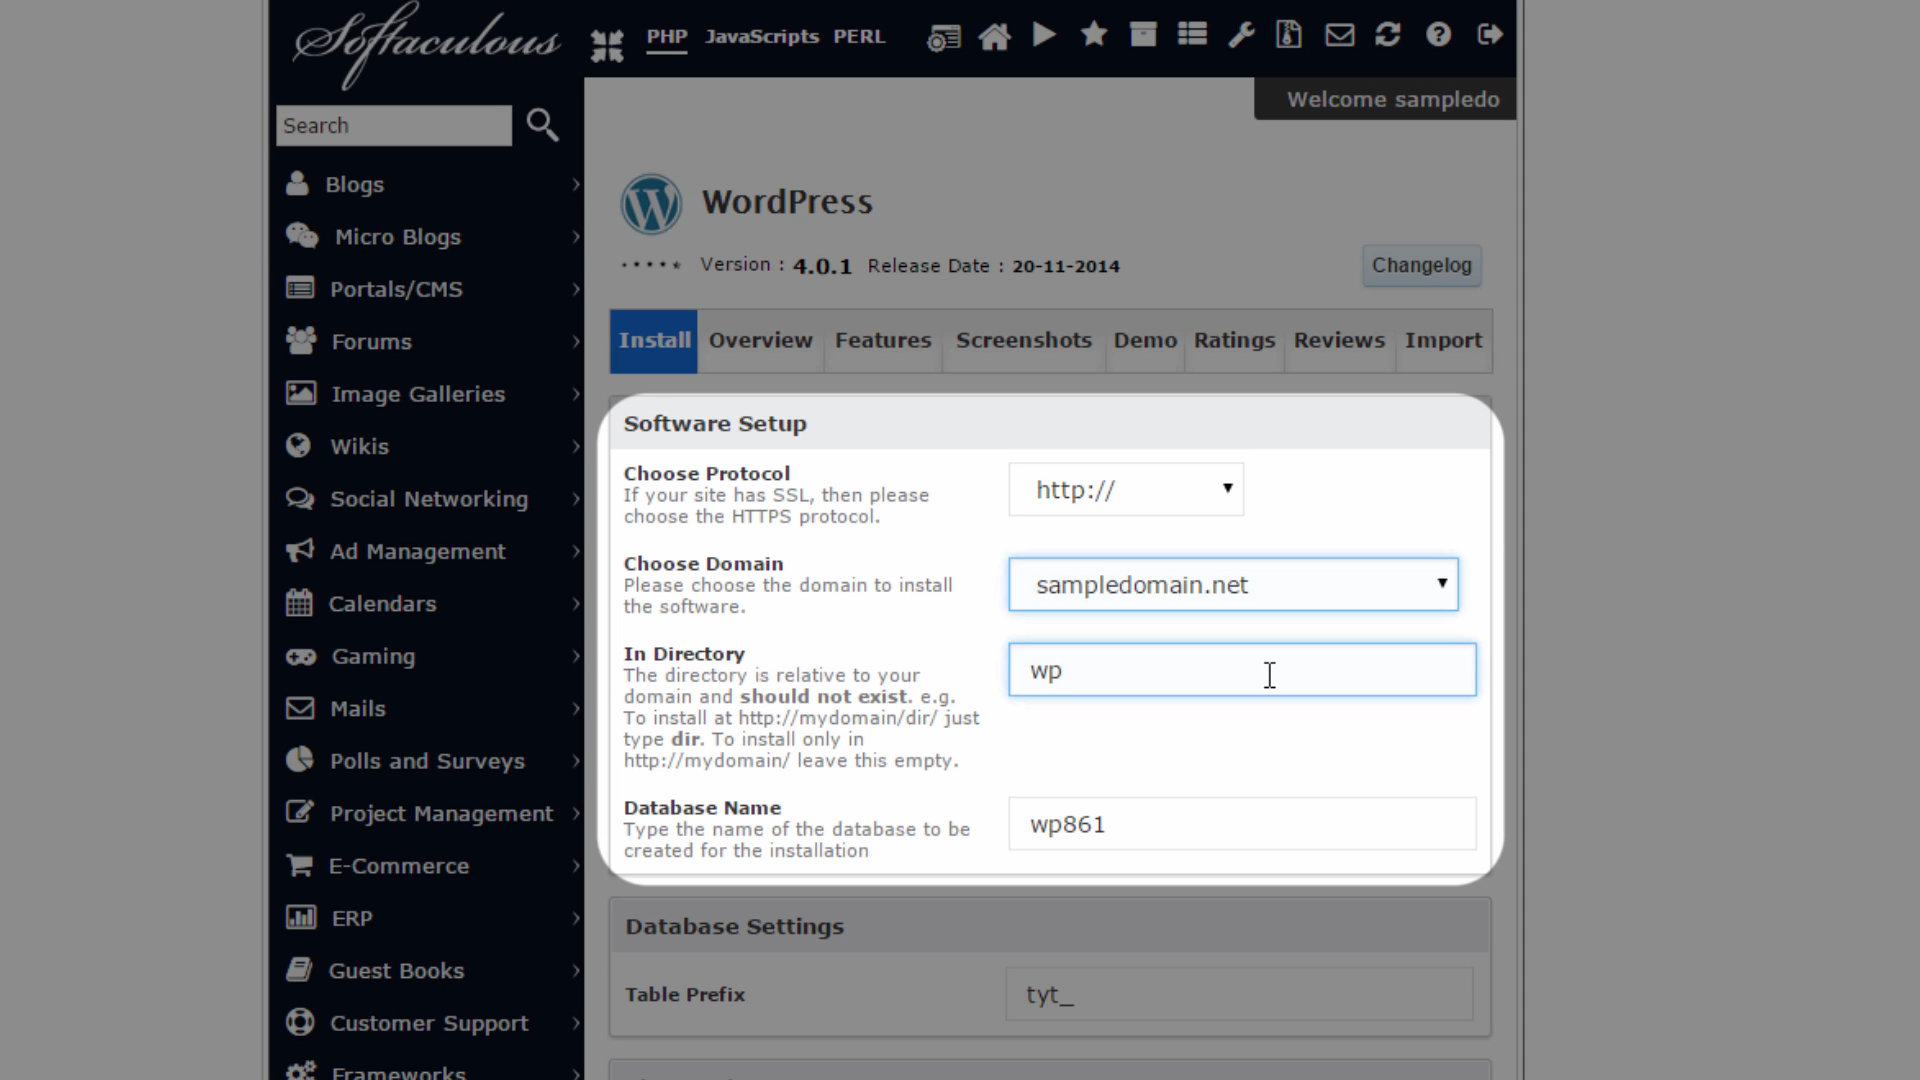 Softaculous
PHP JavaScripts PERL
Welcome sampledo
Search
Blogs
Micro Blogs
Portals/CMS
Forums
Image Galleries
Wikis
Social Networking
Ad Management
Calendars
Gaming
Mails
Polls and Surveys
Project Management
E-Commerce
ERP
Guest Books
Customer Support
Frameworks
WordPress
Version : 4.0.1 Release Date : 20-11-2014
Changelog
Install Overview Features Screenshots Demo Ratings Reviews Import
Software Setup
Choose Protocol
If your site has SSL, then please
choose the HTTPS protocol.
http://
Choose Domain
Please choose the domain to install
the software.
sampledomain.net
In Directory
The directory is relative to your
domain and should not exist. e.g.
To install at http://mydomain/dir/ just
type dir. To install only in
http://mydomain/ leave this empty.
wp
Database Name
Type the name of the database to be
created for the installation
wp861
Database Settings
Table Prefix
tyt_